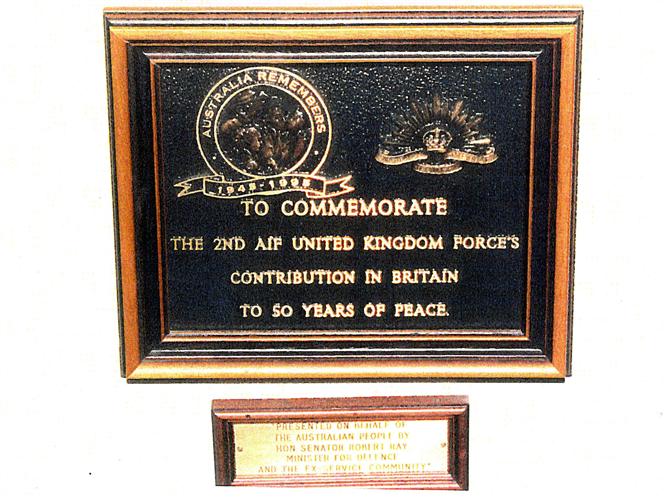 AUSTRALIA REMEMBERS
1945-1995
TO COMMEMORATE
THE 2ND AIF UNITED KINGDOM FORCE'S
CONTRIBUTION IN BRITAIN
TO 50 YEARS OF PEACE.
"PRESENTED ON BEHALF OF
THE AUSTRALIAN PEOPLE BY
HON SENATOR ROBERT RAY
MINISTER FOR DEFENCE
AND THE EX-SERVICE COMMUNITY"